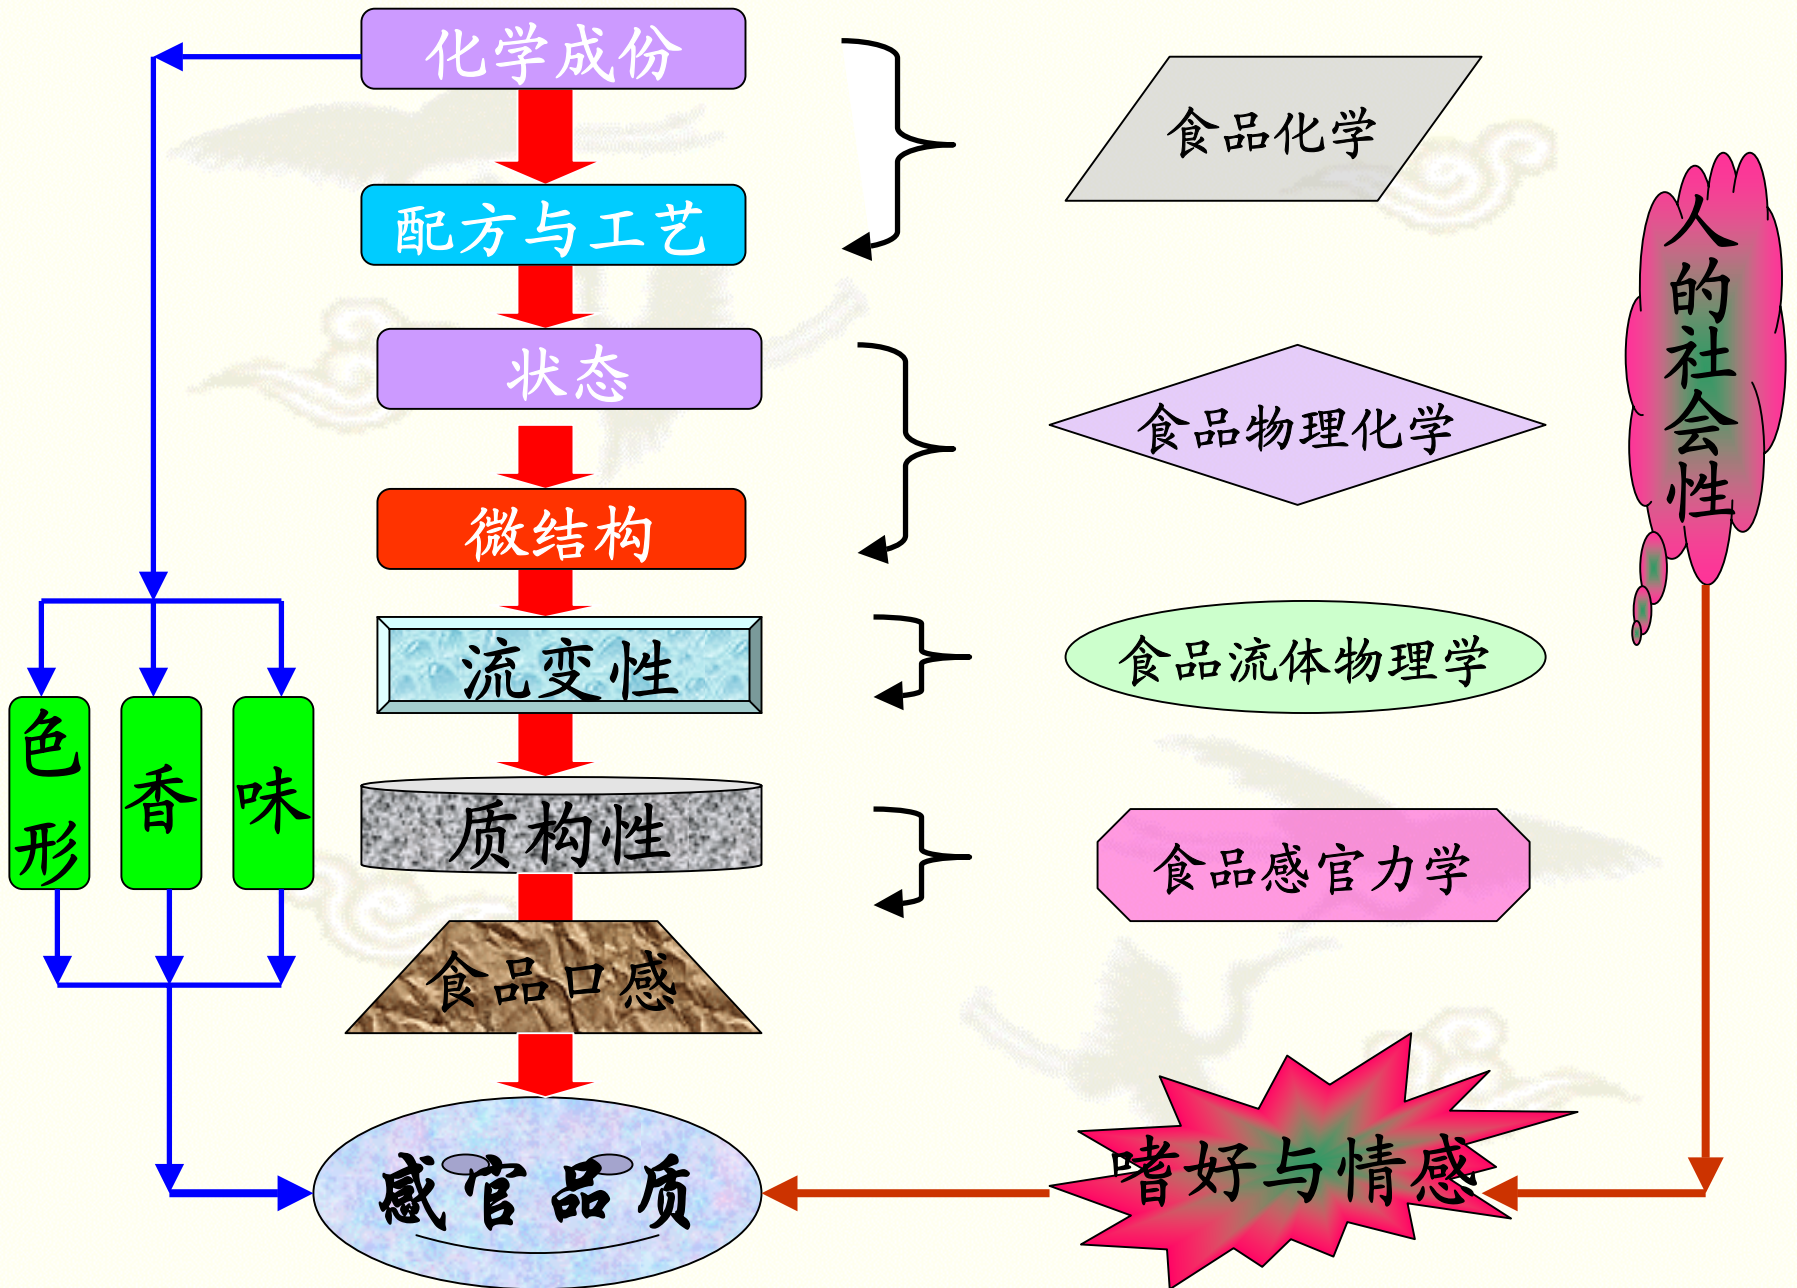 化学成份
食品化学
配方与工艺
人的社会性
状态
食品物理化学
微结构
流变性
食品流体物理学
色形
香
味
质构性
食品感官力学
食品口感
感官品质
嗜好与情感